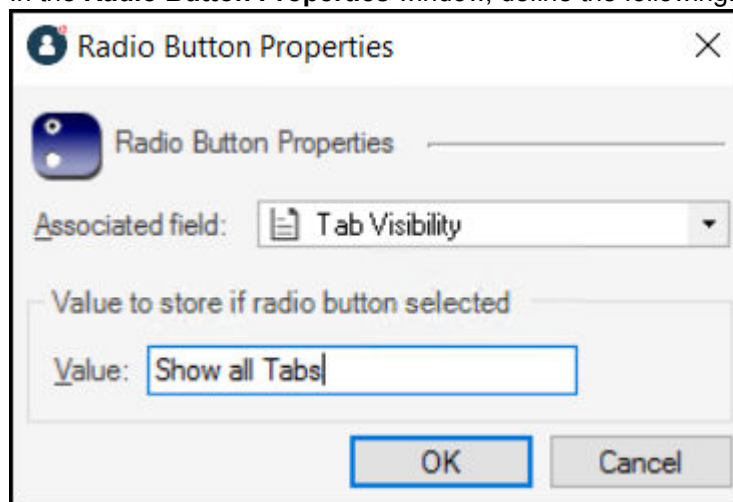 in the Radio Button Properties window, define the following:
Radio Button Properties
Radio Button Properties
Associated field: Tab Visibility
Value to store if radio button selected
Value: Show all Tabs
OK Cancel